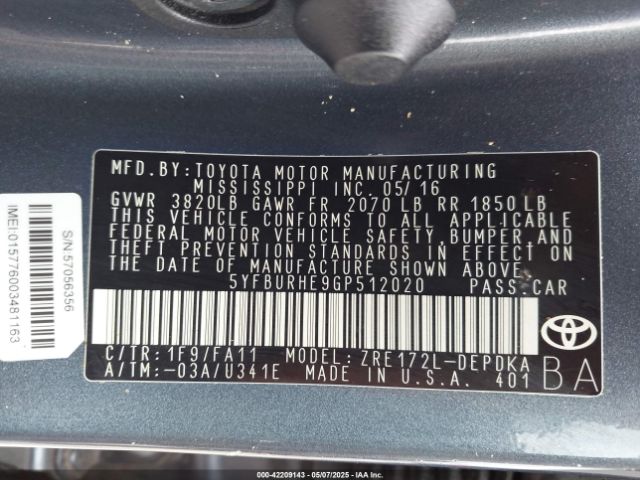 MFD.BY:TOYOTA MOTOR MANUFACTURING
MISSISSIPPI INC. 05/16
GVWR 3820LB GAWR FR 2070 LB RR 1850 LB
THIS VEHICLE CONFORMS TO ALL APPLICABLE
FEDERAL MOTOR VEHICLE SAFETY, BUMPER, AND
THEFT PREVENTION STANDARDS IN EFFECT ON
THE DATE OF MANUFACTURE SHOWN ABOVE.
5YFBURHE9GP512020 PASS.CAR
C/TR:1F9/FA11 MODEL: ZRE172L-DEPDKA
A/TM:-03A/U341E MADE IN U.S.A. 401
BA
S/N:57056356
IMEI:015776003481163
000-42209143 05/07/2025 IAA Inc. (IAA)